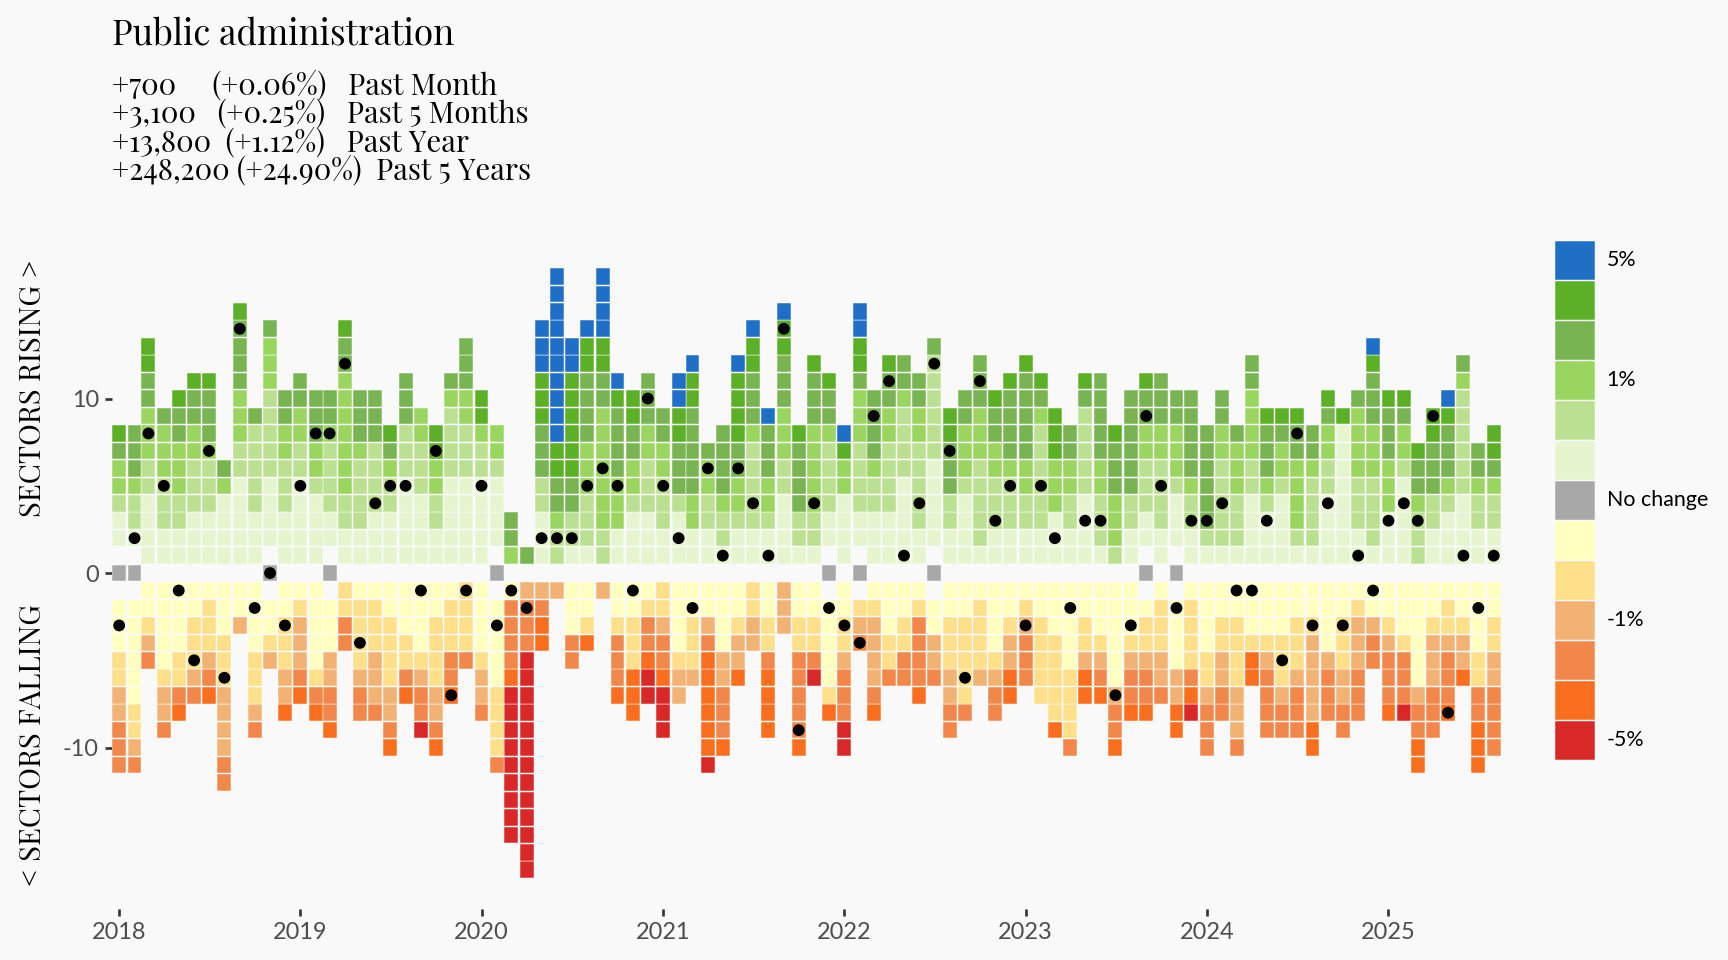 Public administration
+700 (+0.06%) Past Month
+3,100 (+0.25%) Past 5 Months
+13,800 (+1.12%) Past Year
+248,200 (+24.90%) Past 5 Years
SECTORS RISING >
< SECTORS FALLING
10
0
-10
2018 2019 2020 2021 2022 2023 2024 2025
5%
1%
No change
-1%
-5%